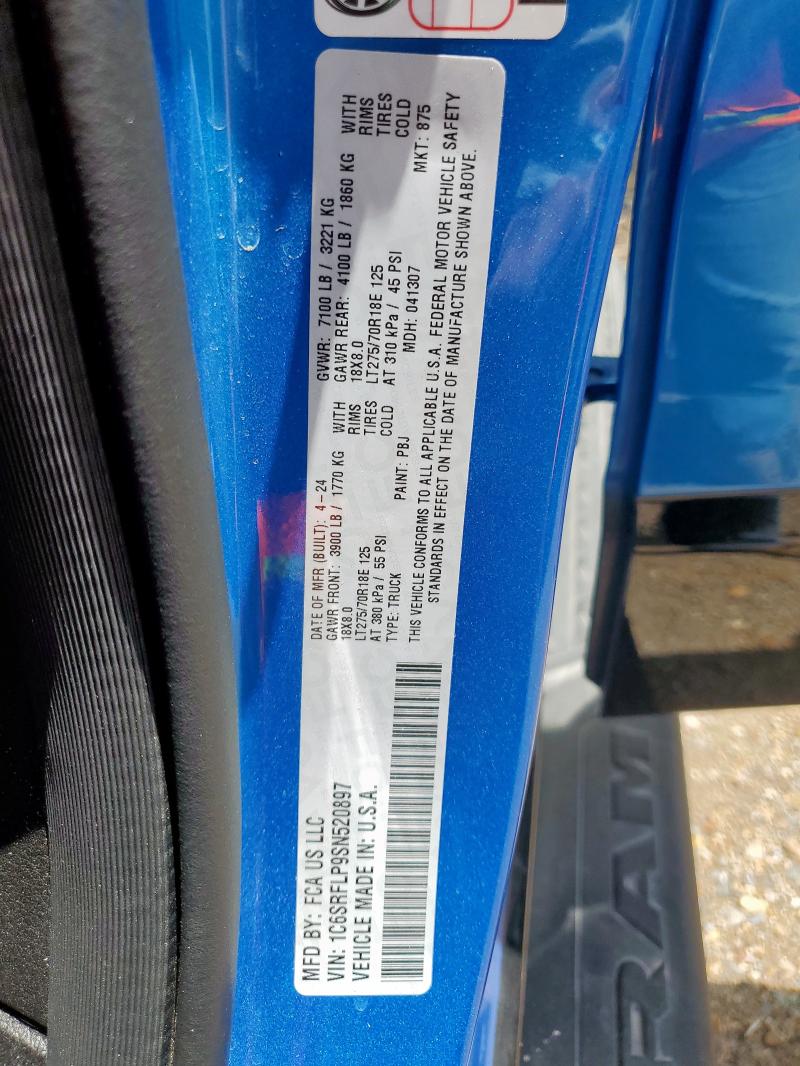 MFD BY: FCA US LLC
VIN: 1C6SRFLP9SN520897
VEHICLE MADE IN: U.S.A.
DATE OF MFR (BUILT): 4-24
GAWR FRONT: 3900 LB / 1770 KG WITH
18X8.0 RIMS
LT275/70R18E 125 TIRES
AT 380 kPa / 55 PSI COLD
GVWR: 7100 LB / 3221 KG
GAWR REAR: 4100 LB / 1860 KG WITH
18X8.0 RIMS
LT275/70R18E 125 TIRES
AT 310 kPa / 45 PSI COLD
TYPE: TRUCK PAINT: PBJ MDH: 041307 MKT: 875
THIS VEHICLE CONFORMS TO ALL APPLICABLE U.S.A. FEDERAL MOTOR VEHICLE SAFETY
STANDARDS IN EFFECT ON THE DATE OF MANUFACTURE SHOWN ABOVE.
RAM